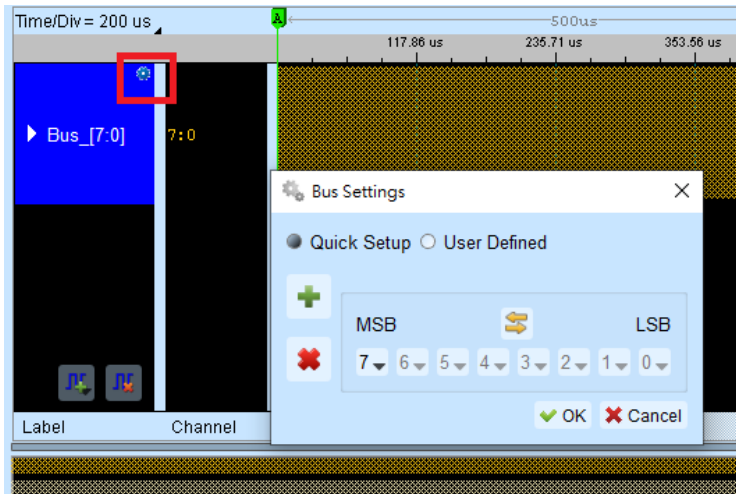 Time/Div = 200 us
A
500us
117.86 us 235.71 us 353.56 us
Bus_[7:0] 7:0
Bus Settings
Quick Setup User Defined
MSB LSB
7 6 5 4 3 2 1 0
OK Cancel
Label Channel